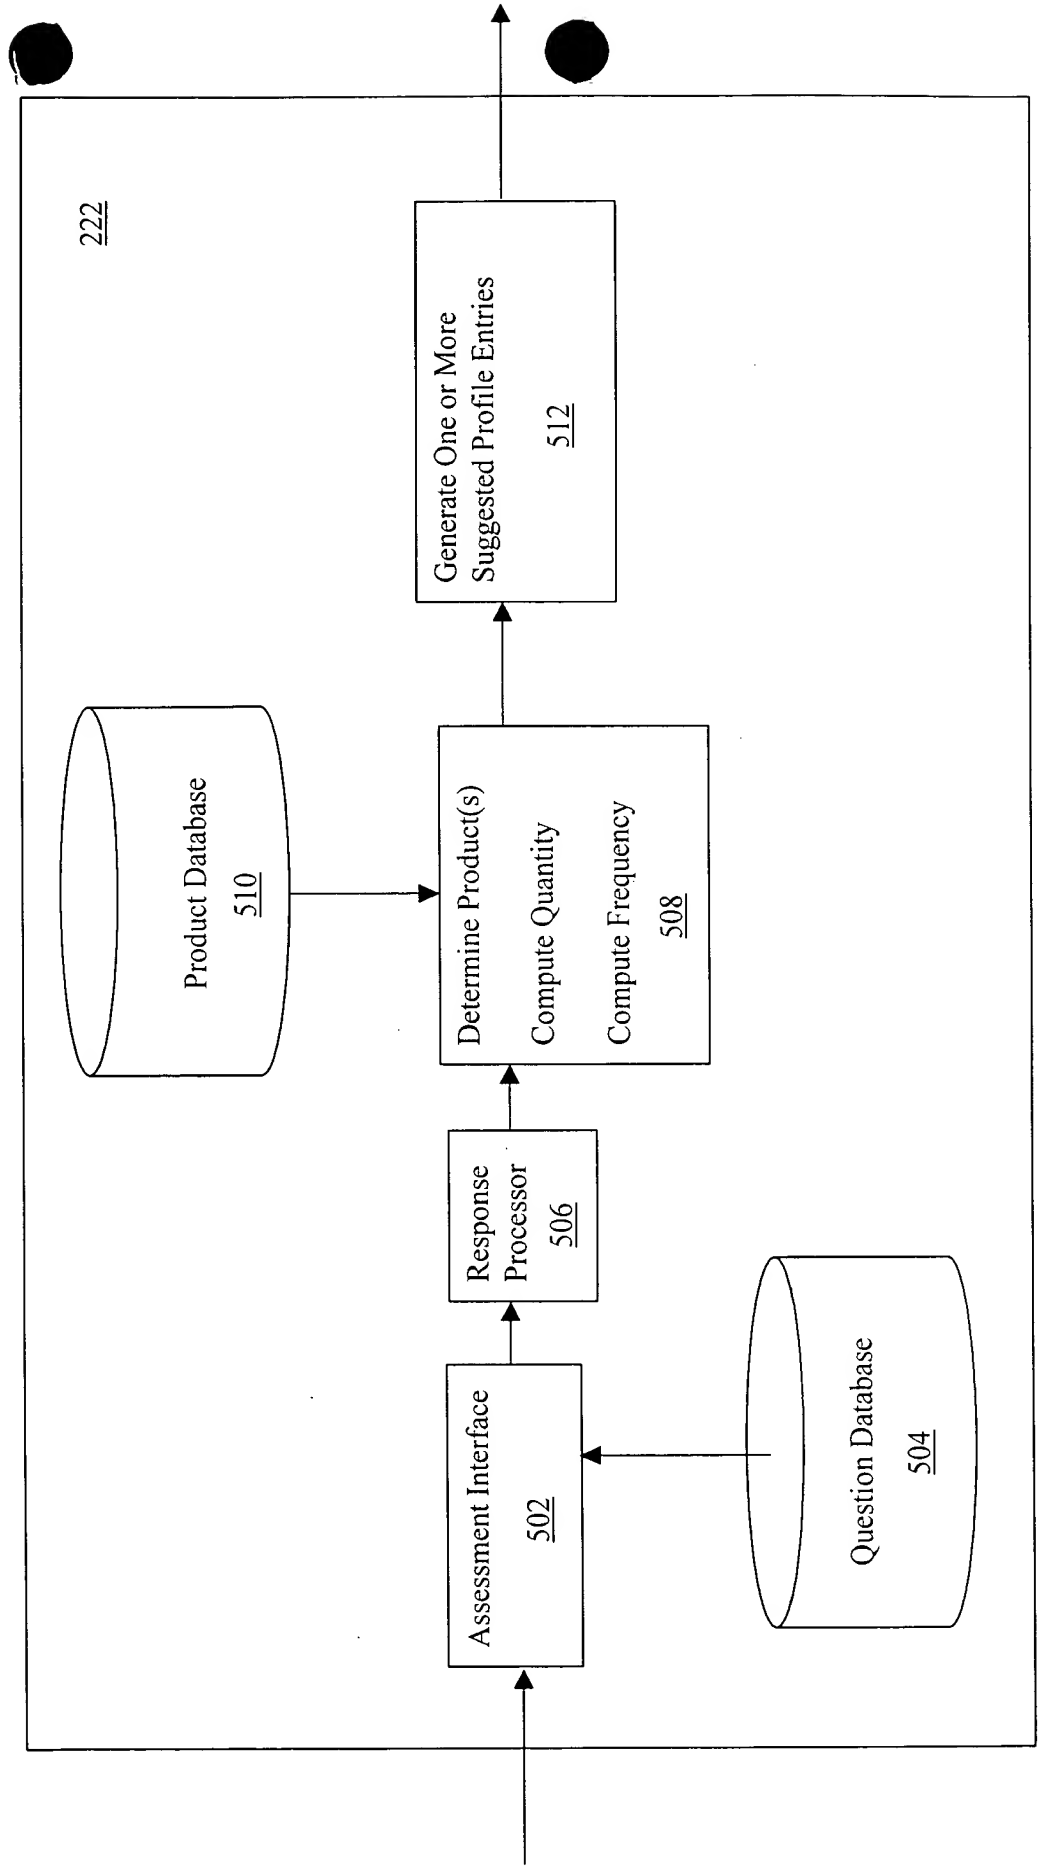 222
Product Database
510
Assessment Interface
502
Response
Processor
506
Determine Product(s)
Compute Quantity
Compute Frequency
508
Generate One or More
Suggested Profile Entries
512
Question Database
504